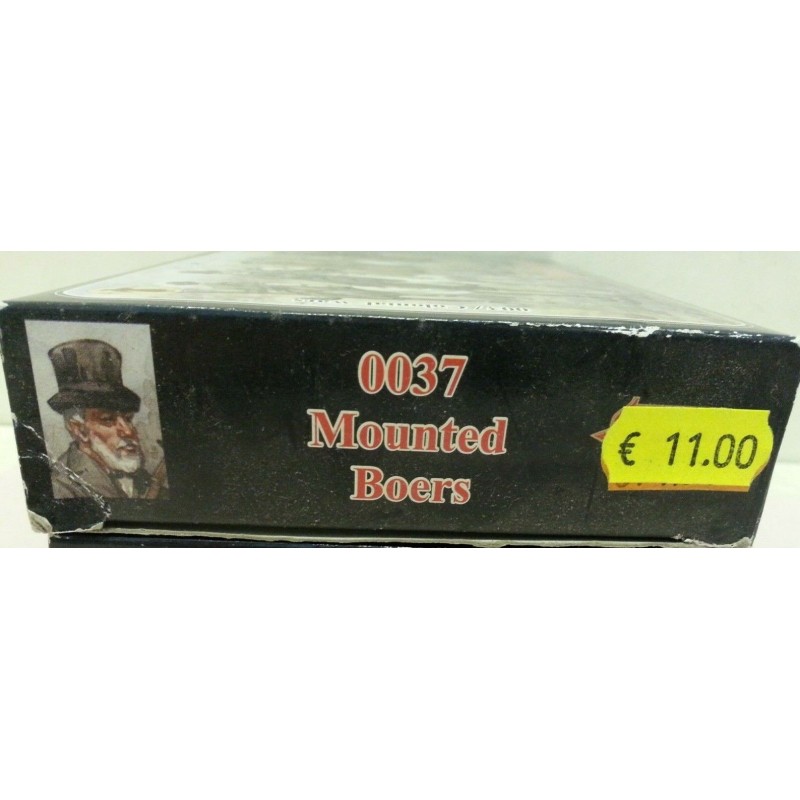 0037
Mounted
Boers
€ 11.00